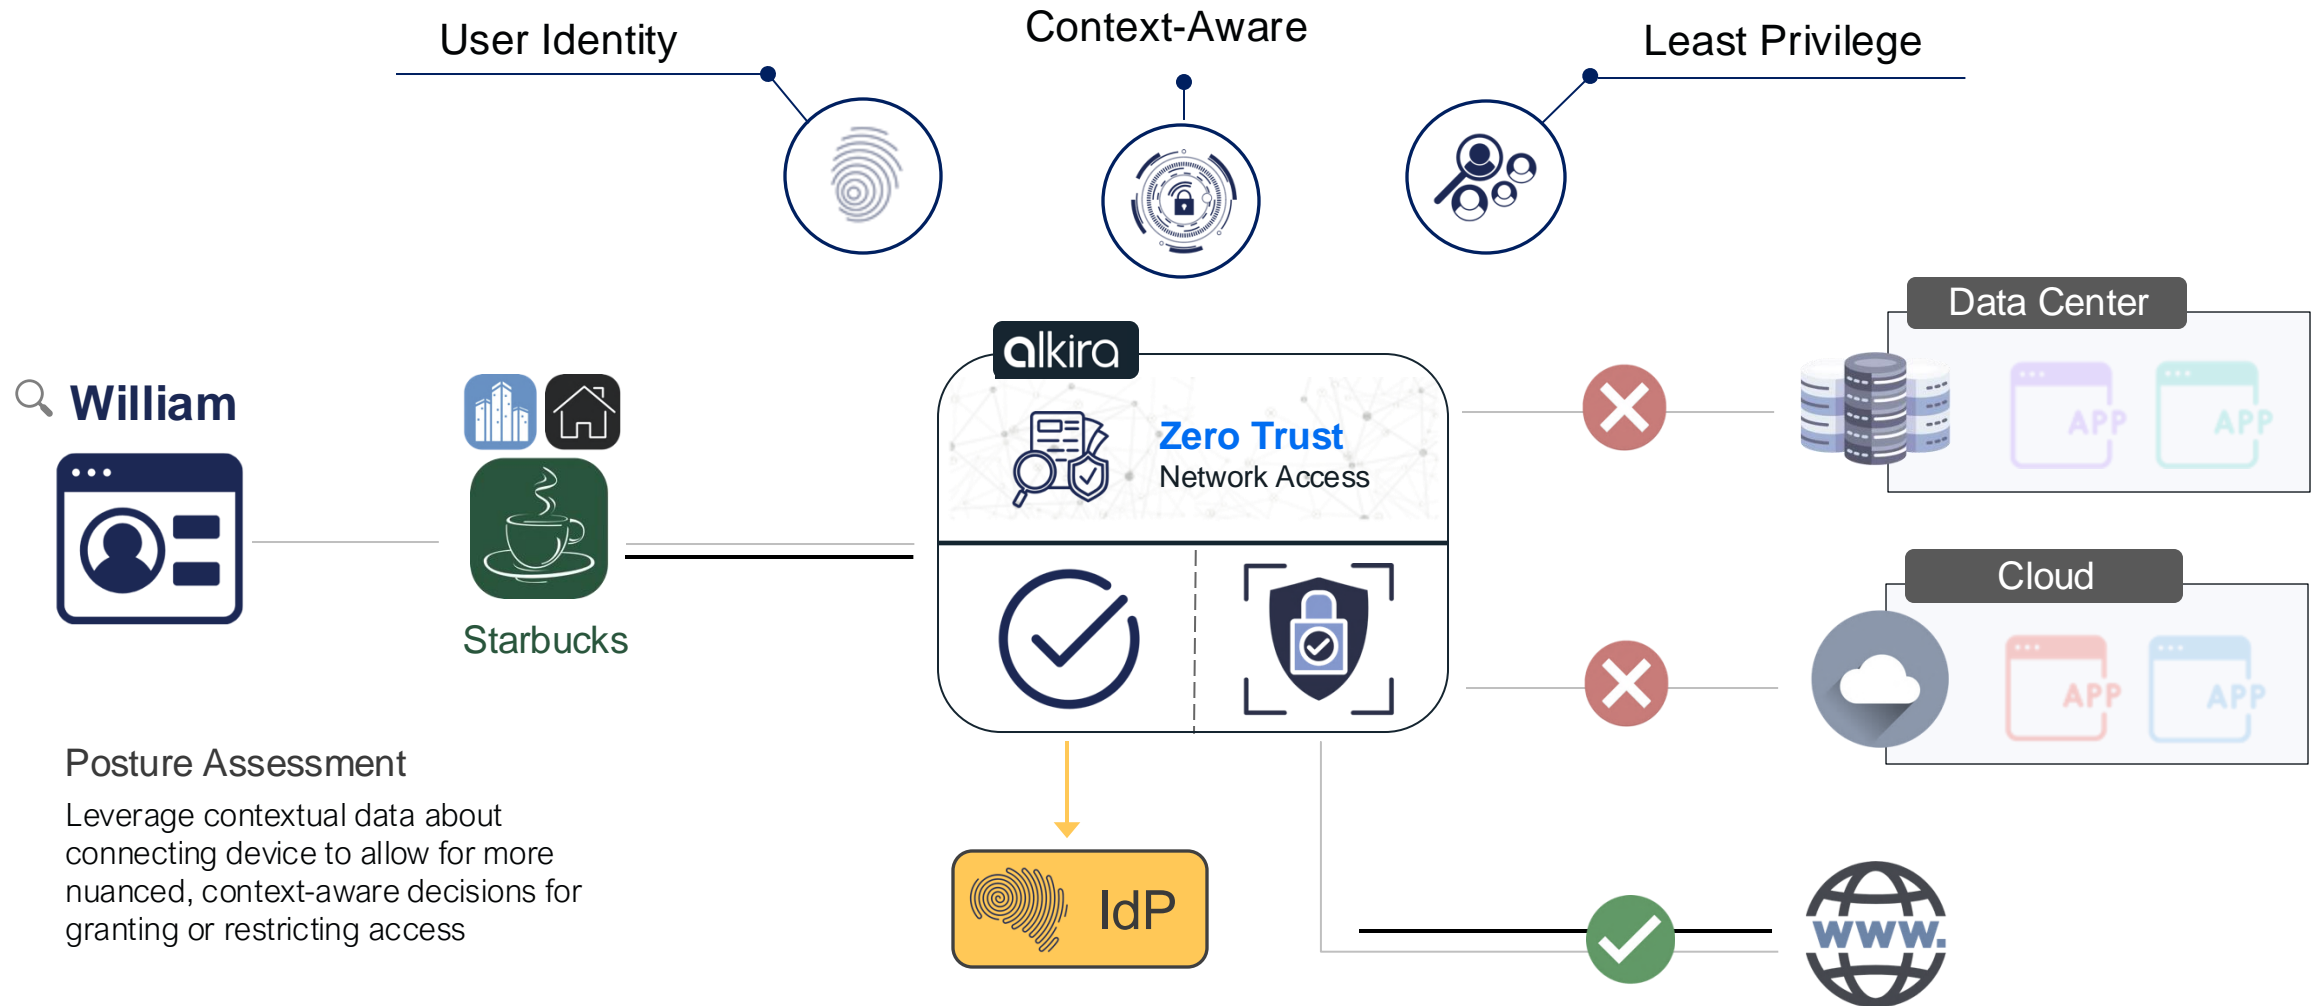 User Identity
Context-Aware
Least Privilege
Data Center
alkira
William
APP
APP
Zero Trust
Network Access
Cloud
Starbucks
APP
APP
Posture Assessment
Leverage contextual data about
connecting device to allow for more
nuanced, context-aware decisions for
granting or restricting access
IdP
www.